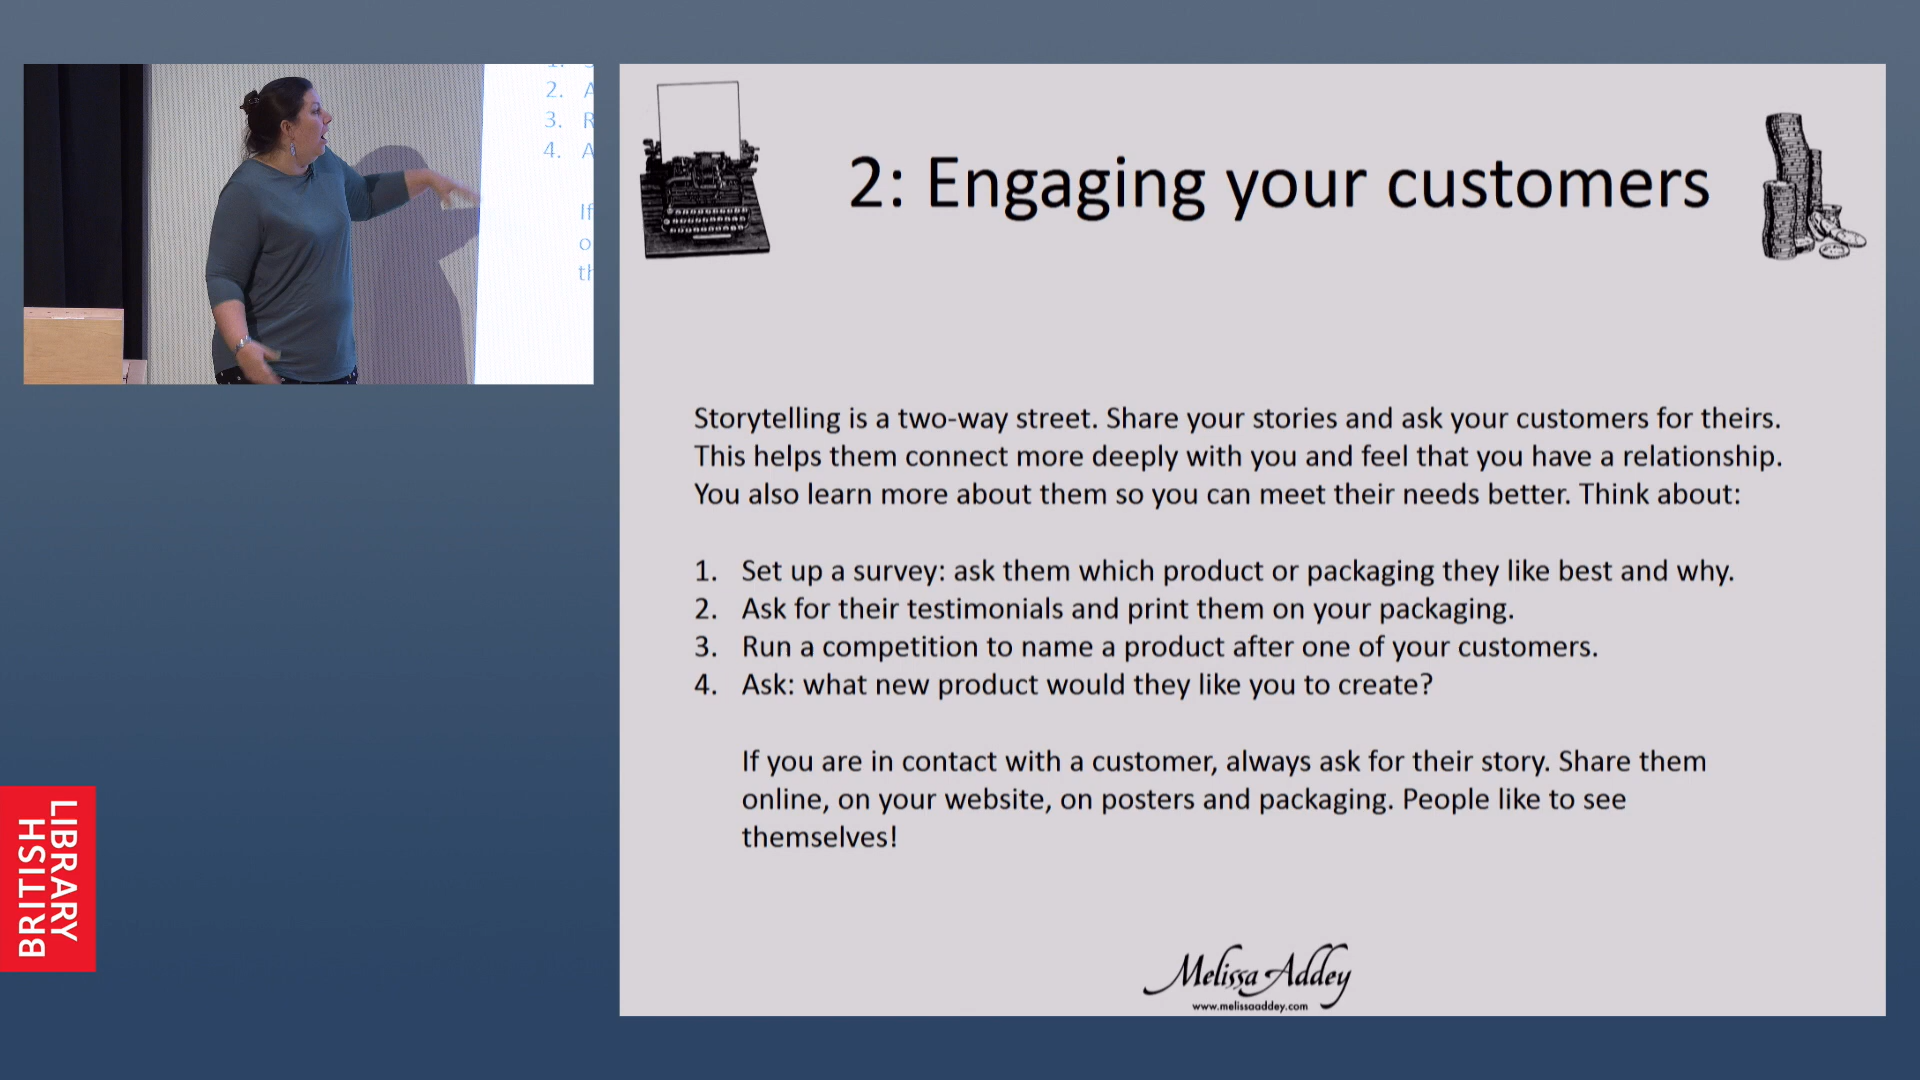 2.
3. R
4. A
If
o
th
2: Engaging your customers
Storytelling is a two-way street. Share your stories and ask your customers for theirs.
This helps them connect more deeply with you and feel that you have a relationship.
You also learn more about them so you can meet their needs better. Think about:
1. Set up a survey: ask them which product or packaging they like best and why.
2. Ask for their testimonials and print them on your packaging.
3. Run a competition to name a product after one of your customers.
4. Ask: what new product would they like you to create?
If you are in contact with a customer, always ask for their story. Share them
online, on your website, on posters and packaging. People like to see
themselves!
Melissa Addey
www.melissaaddey.com
BRITISH
LIBRARY